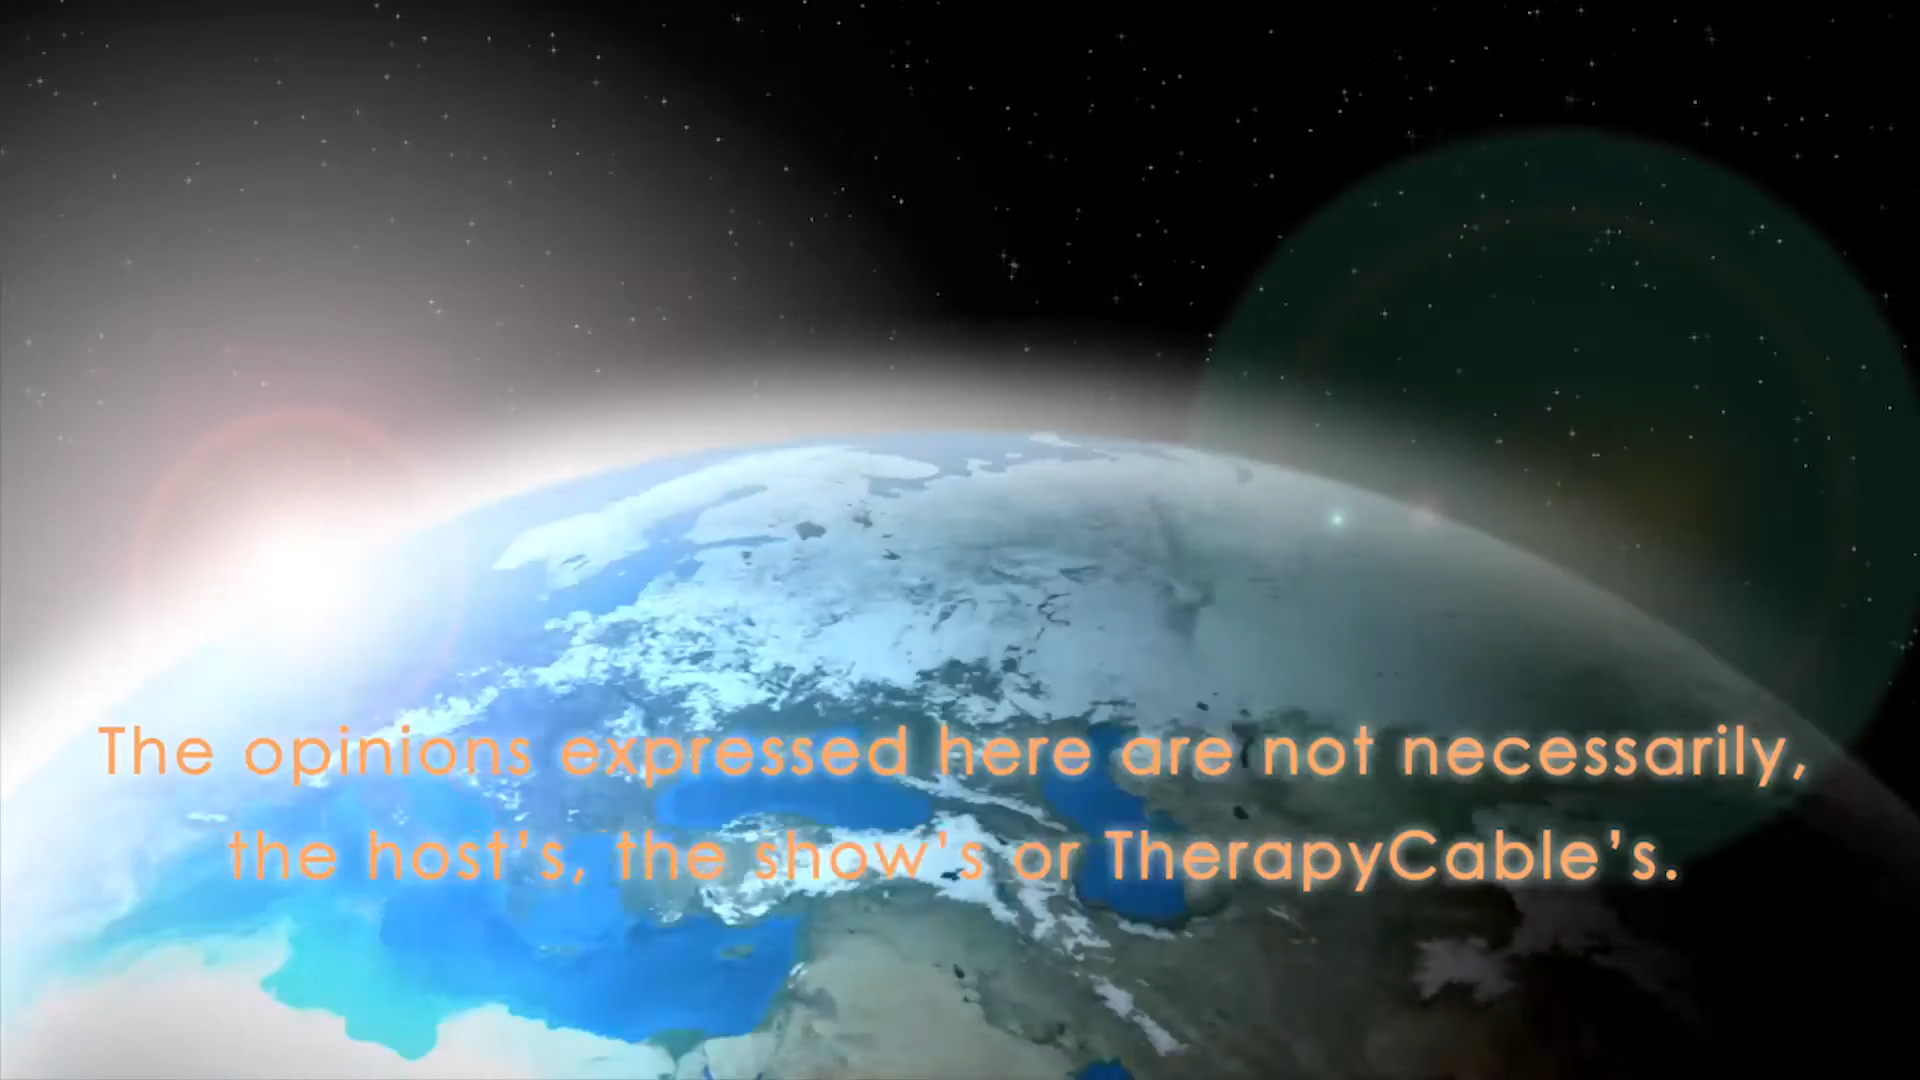 The opinions expressed here are not necessarily,
the host’s, the show’s or TherapyCable’s.